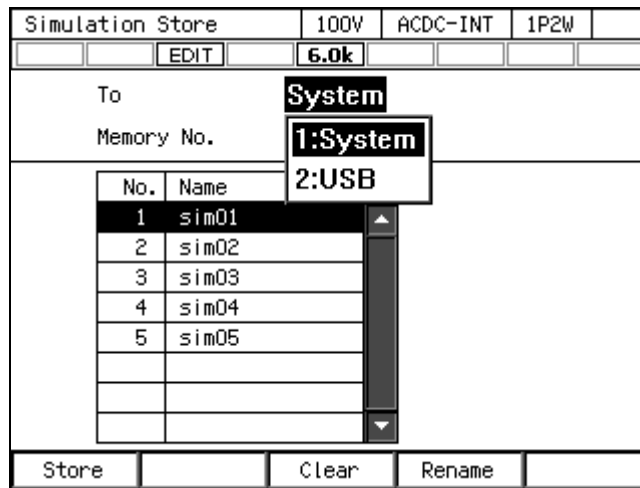 Simulation Store 100V ACDC-INT 1P2W
EDIT 6.0k
To System
Memory No. 1:System
2:USB
No. Name
1 sim01
2 sim02
3 sim03
4 sim04
5 sim05
Store Clear Rename